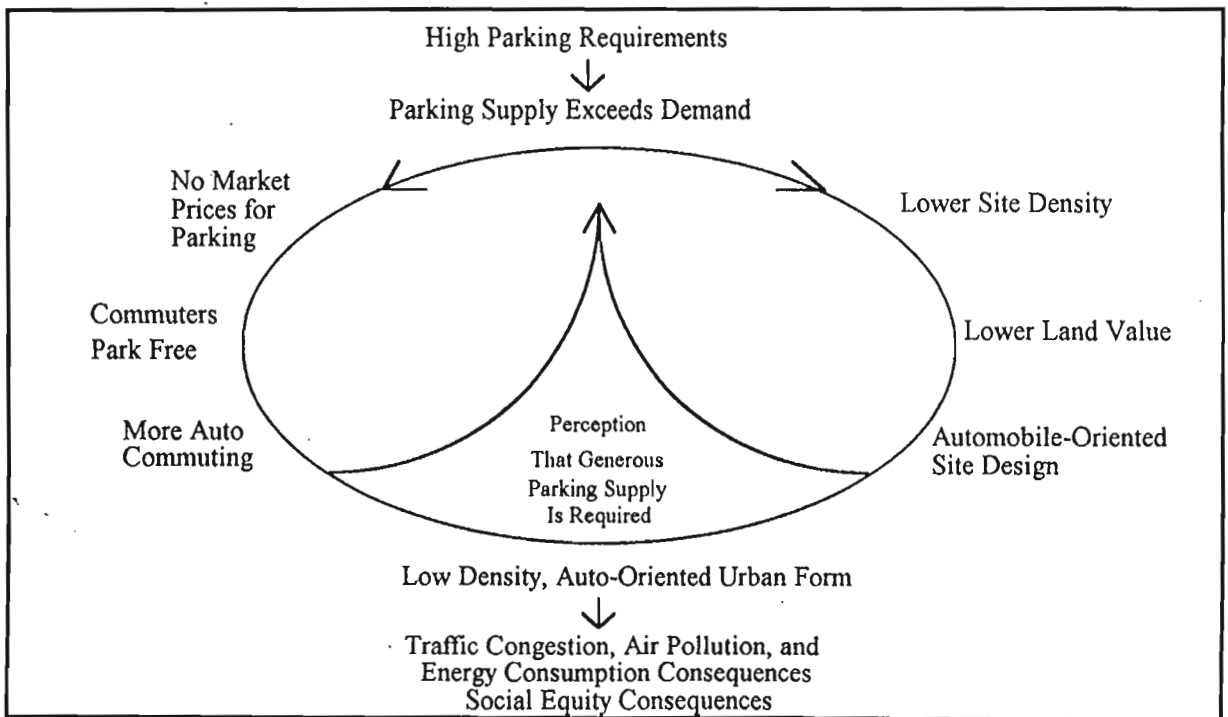 High Parking Requirements
Parking Supply Exceeds Demand
No Market
Prices for
Parking
Commuters
Park Free
More Auto
Commuting
Lower Site Density
Lower Land Value
Automobile-Oriented
Site Design
Perception
That Generous
Parking Supply
Is Required
Low Density, Auto-Oriented Urban Form
Traffic Congestion, Air Pollution, and
Energy Consumption Consequences
Social Equity Consequences